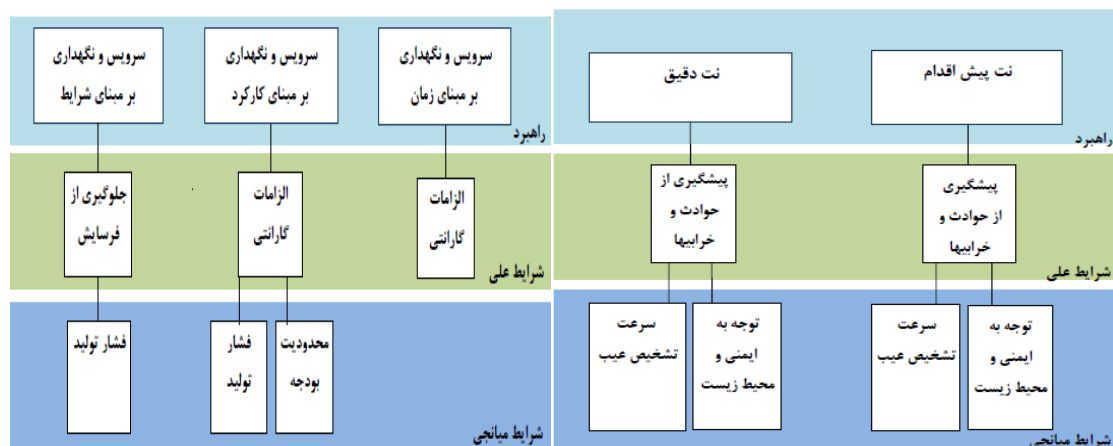 نت پیش اقدام
نت دقیق
راهبرد
پیشگیری
از حوادث و
خرابیها
پیشگیری از
حوادث و
خرابیها
شرایط علی
توجه به
ایمنی و
محیط زیست
سرعت
تشخیص عیب
توجه به
ایمنی و
محیط زیست
سرعت
تشخیص عیب
شرایط میانجی
سرویس و نگهداری
بر مبنای زمان
سرویس و نگهداری
بر مبنای کارکرد
سرویس و نگهداری
بر مبنای شرایط
راهبرد
الزامات
گارانتی
الزامات
گارانتی
جلوگیری از
فرسایش
شرایط علی
محدودیت
بودجه
فشار
تولید
فشار تولید
شرایط میانجی